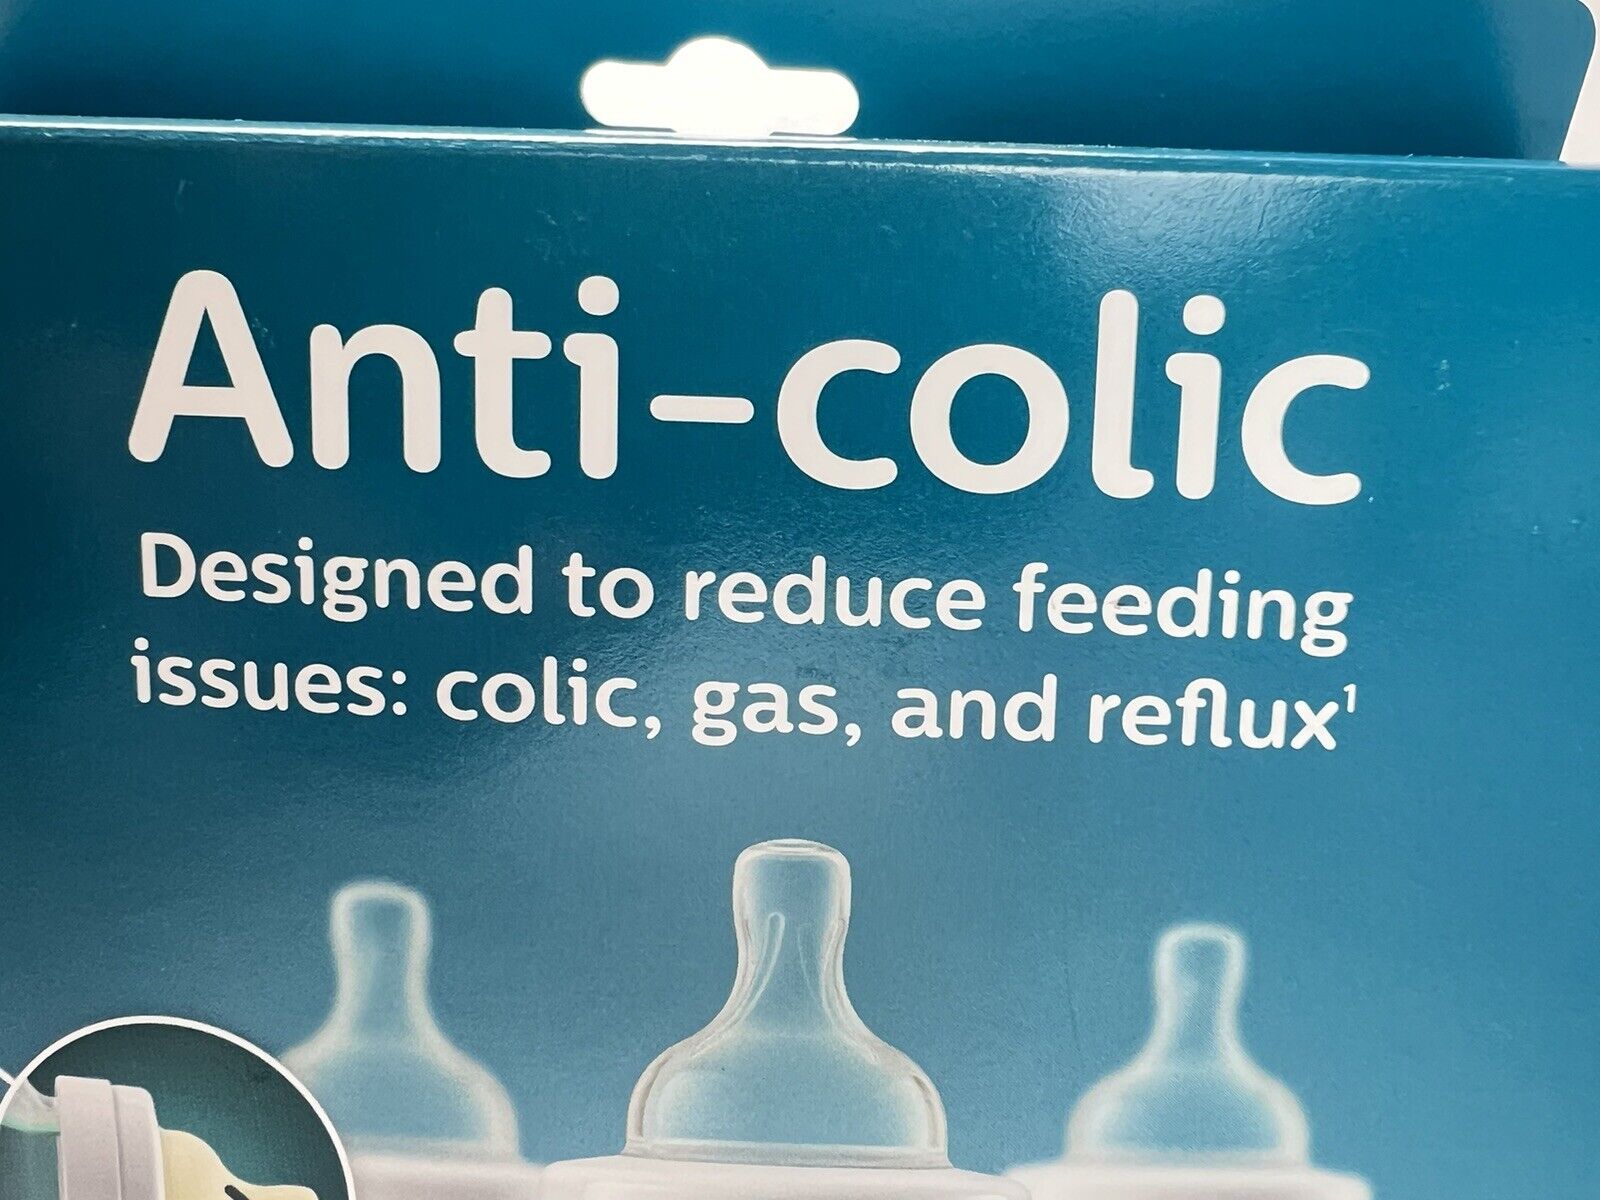 Anti-colic
Designed to reduce feeding
issues: colic, gas, and reflux¹